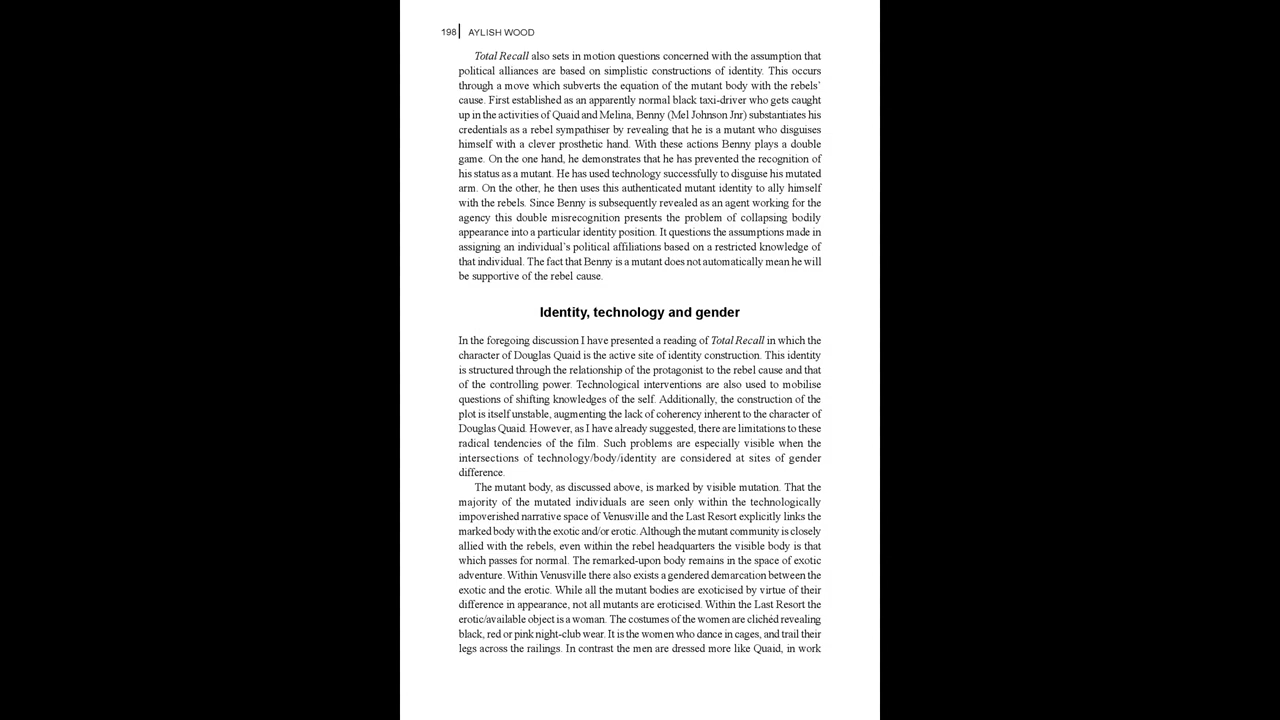 198 AYLISH WOOD
Total Recall also sets in motion questions concerned with the assumption that
political alliances are based on simplistic constructions of identity. This occurs
through a move which subverts the equation of the mutant body with the rebels’
cause. First established as an apparently normal black taxi-driver who gets caught
up in the activities of Quaid and Melina, Benny (Mel Johnson Jnr) substantiates his
credentials as a rebel sympathiser by revealing that he is a mutant who disguises
himself with a clever prosthetic hand. With these actions Benny plays a double
game. On the one hand, he demonstrates that he has prevented the recognition of
his status as a mutant. He has used technology successfully to disguise his mutated
arm. On the other, he then uses this authenticated mutant identity to ally himself
with the rebels. Since Benny is subsequently revealed as an agent working for the
agency this double misrecognition presents the problem of collapsing bodily
appearance into a particular identity position. It questions the assumptions made in
assigning an individual’s political affiliations based on a restricted knowledge of
that individual. The fact that Benny is a mutant does not automatically mean he will
be supportive of the rebel cause.
Identity, technology and gender
In the foregoing discussion I have presented a reading of Total Recall in which the
character of Douglas Quaid is the active site of identity construction. This identity
is structured through the relationship of the protagonist to the rebel cause and that
of the controlling power. Technological interventions are also used to mobilise
questions of shifting knowledges of the self. Additionally, the construction of the
plot is itself unstable, augmenting the lack of coherency inherent to the character of
Douglas Quaid. However, as I have already suggested, there are limitations to these
radical tendencies of the film. Such problems are especially visible when the
intersections of technology/body/identity are considered at sites of gender
difference.
The mutant body, as discussed above, is marked by visible mutation. That the
majority of the mutated individuals are seen only within the technologically
impoverished narrative space of Venusville and the Last Resort explicitly links the
marked body with the exotic and/or erotic. Although the mutant community is closely
allied with the rebels, even within the rebel headquarters the visible body is that
which passes for normal. The remarked-upon body remains in the space of exotic
adventure. Within Venusville there also exists a gendered demarcation between the
exotic and the erotic. While all the mutant bodies are exoticised by virtue of their
difference in appearance, not all mutants are eroticised. Within the Last Resort the
erotic/available object is a woman. The costumes of the women are clichéd revealing
black, red or pink night-club wear. It is the women who dance in cages, and trail their
legs across the railings. In contrast the men are dressed more like Quaid, in work